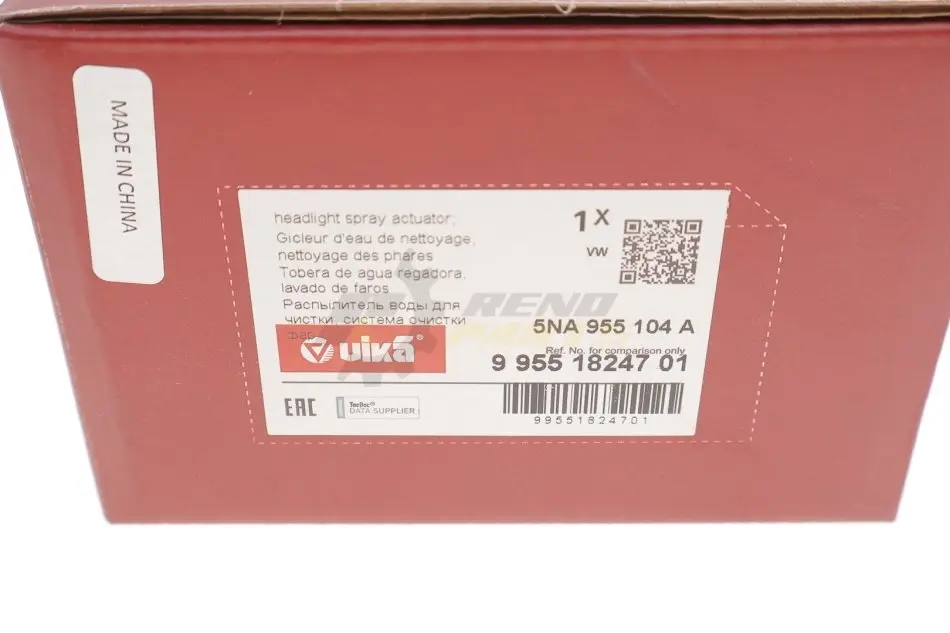 MADE IN CHINA
headlight spray actuator,
Gicleur d'eau de nettoyage,
nettoyage des phares
Tobera de agua regadora,
lavado de faros
Распылитель воды для
чистки, система очистки
фар
1 X
VW
RENO
PARTS
5NA 955 104 A
Ref. No. for comparison only
9 955 18247 01
vika®
EAC
TecDoc®
DATA SUPPLIER
99551824701